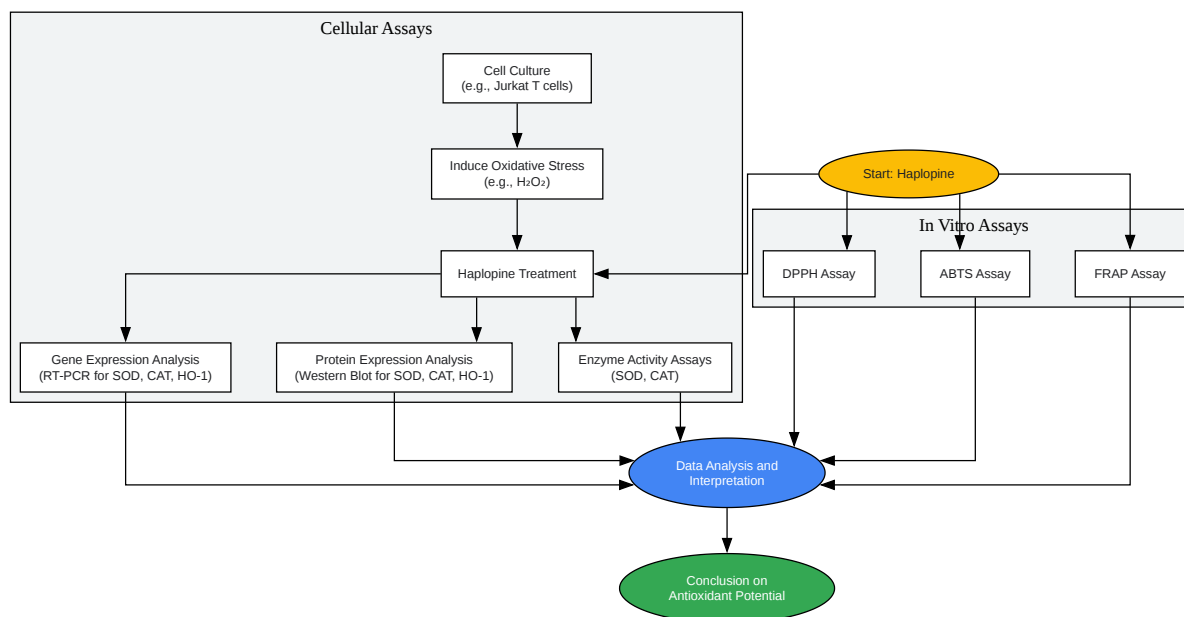 Cellular Assays
Cell Culture
(e.g., Jurkat T cells)
Induce Oxidative Stress
(e.g., H₂O₂)
Start: Haplopine
In Vitro Assays
Haplopine Treatment
DPPH Assay
ABTS Assay
FRAP Assay
Gene Expression Analysis
(RT-PCR for SOD, CAT, HO-1)
Protein Expression Analysis
(Western Blot for SOD, CAT, HO-1)
Enzyme Activity Assays
(SOD, CAT)
Data Analysis and
Interpretation
Conclusion on
Antioxidant Potential